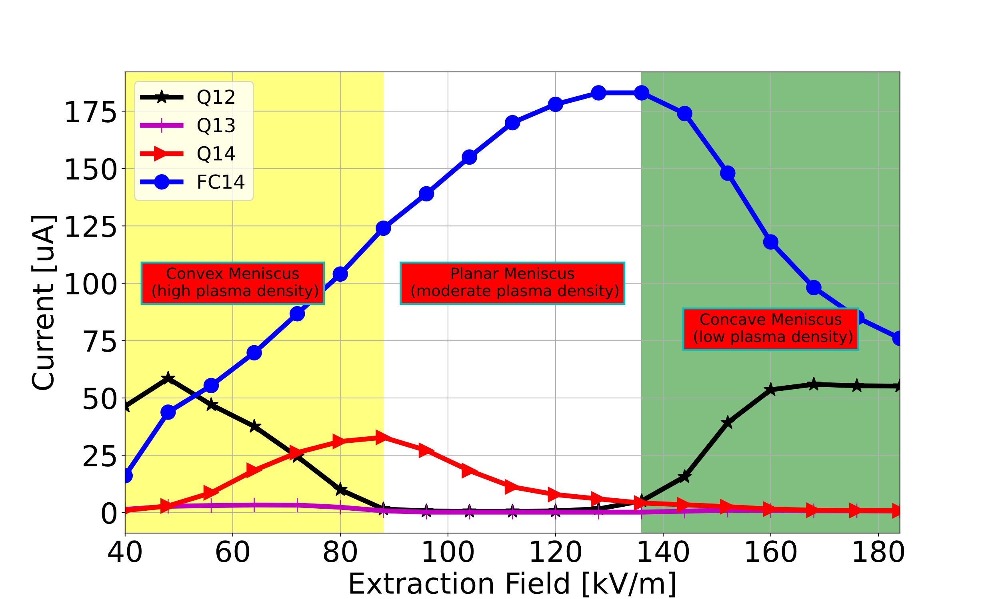 Q12
Q13
Q14
FC14
175
150
125
100
75
50
25
0
Current [uA]
Convex Meniscus
(high plasma density)
Planar Meniscus
(moderate plasma density)
Concave Meniscus
(low plasma density)
40 60 80 100 120 140 160 180
Extraction Field [kV/m]